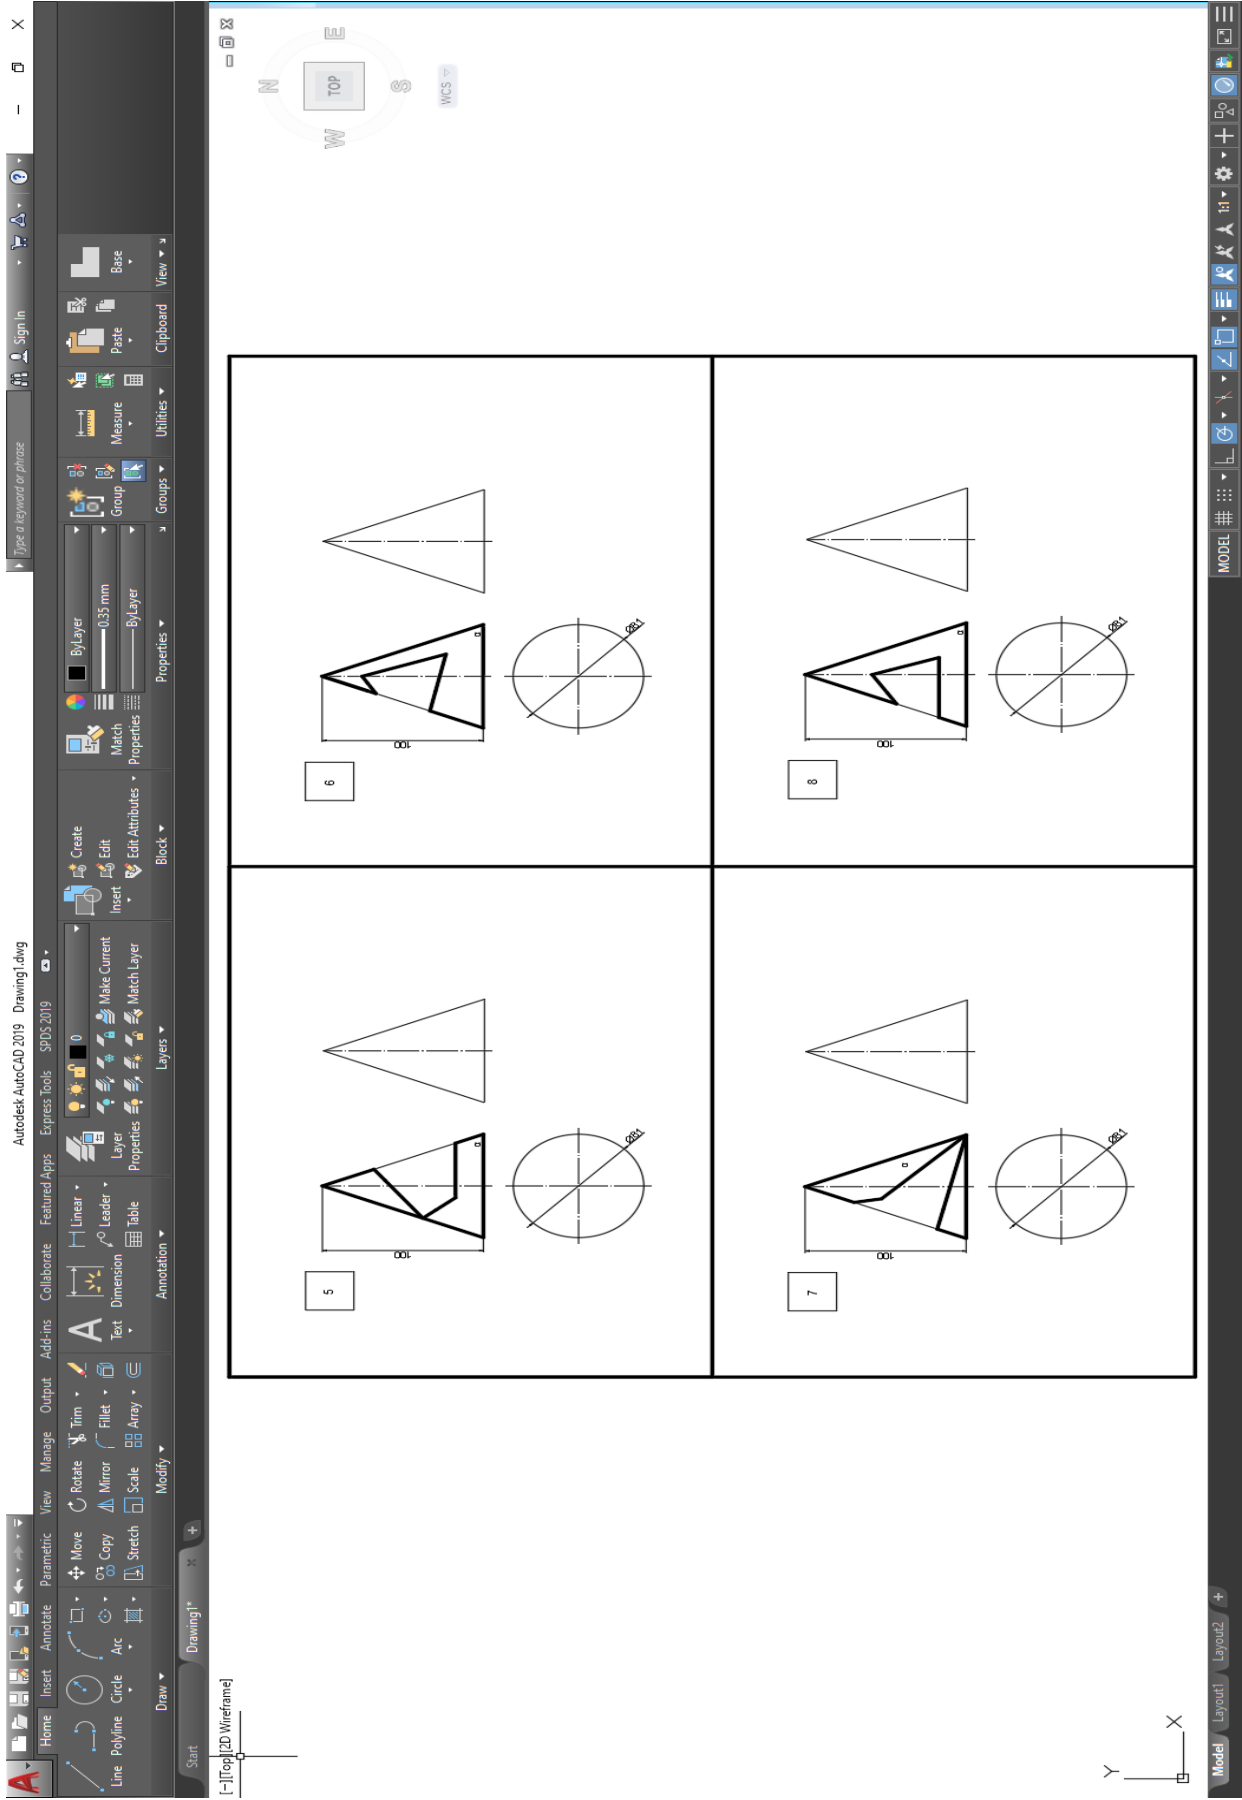 Autodesk AutoCAD 2019 Drawing1.dwg
Type a keyword or phrase
Sign In
Home Insert Annotate Parametric View Manage Output Add-ins Collaborate Featured Apps Express Tools SPDS 2019
Line
Polyline
Circle
Arc
Draw
Move
Copy
Stretch
Rotate
Mirror
Scale
Trim
Fillet
Array
Modify
A
Text
Dimension
Linear
Leader
Table
Annotation
Layer
Properties
0
Make Current
Match Layer
Layers
Insert
Create
Edit
Edit Attributes
Block
Match
Properties
ByLayer
0.35 mm
ByLayer
Properties
Group
Groups
Measure
Utilities
Paste
Clipboard
Base
View
Start Drawing1*
[−][Top][2D Wireframe]
N
E
S
W
TOP
WCS
5
100
Ø81
6
100
Ø81
7
100
Ø81
8
100
Ø81
Y
X
Model Layout1 Layout2
MODEL
1:1